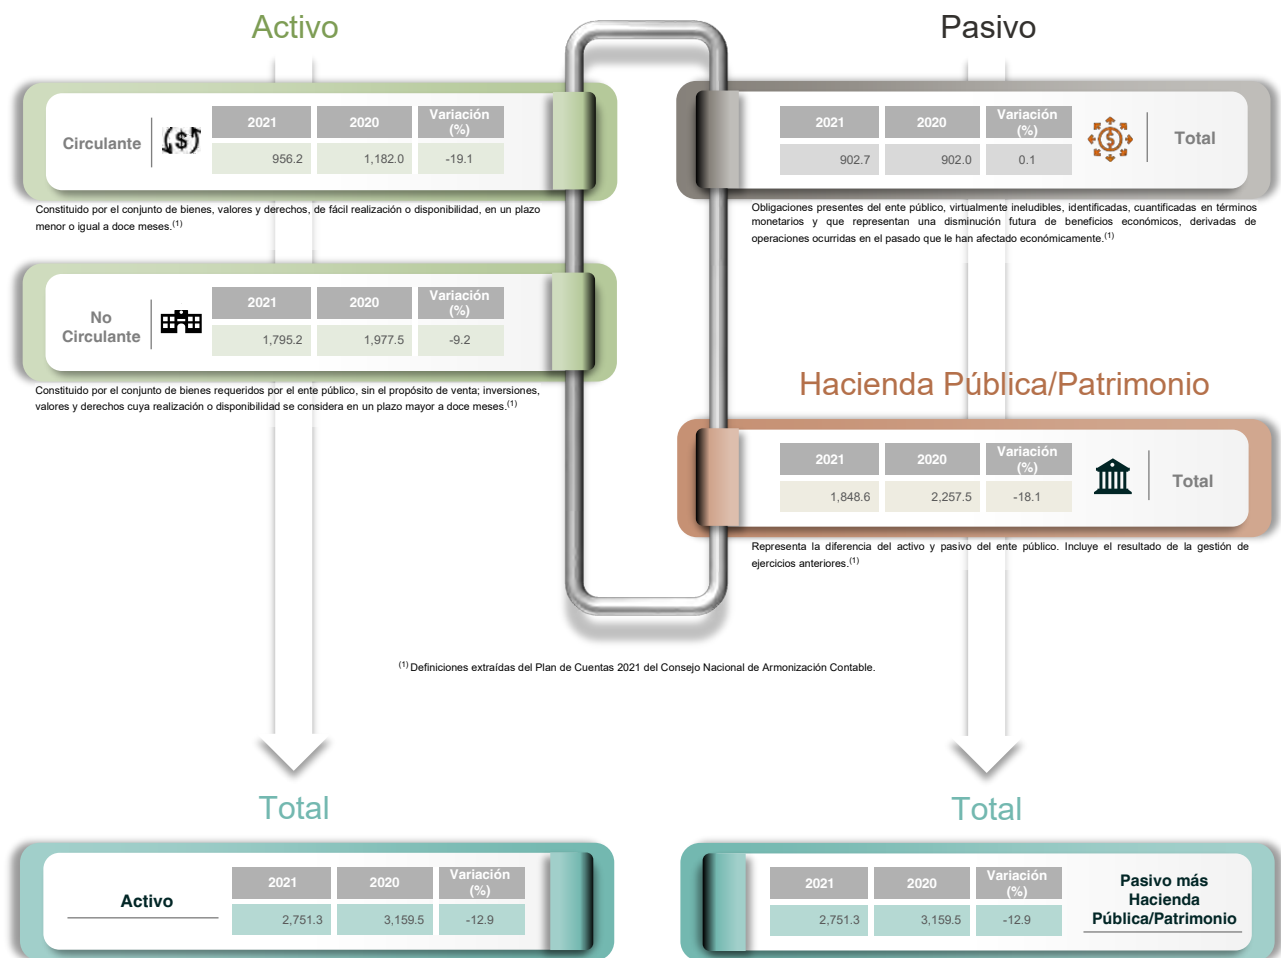 Activo
Circulante
2021 2020 Variación (%)
956.2 1,182.0 -19.1
Constituido por el conjunto de bienes, valores y derechos, de fácil realización o disponibilidad, en un plazo
menor o igual a doce meses.(1)
No
Circulante
2021 2020 Variación (%)
1,795.2 1,977.5 -9.2
Constituido por el conjunto de bienes requeridos por el ente público, sin el propósito de venta; inversiones,
valores y derechos cuya realización o disponibilidad se considera en un plazo mayor a doce meses.(1)
Pasivo
2021 2020 Variación (%)
902.7 902.0 0.1
Total
Obligaciones presentes del ente público, virtualmente ineludibles, identificadas, cuantificadas en términos
monetarios y que representan una disminución futura de beneficios económicos, derivadas de
operaciones ocurridas en el pasado que le han afectado económicamente.(1)
Hacienda Pública/Patrimonio
2021 2020 Variación (%)
1,848.6 2,257.5 -18.1
Total
Representa la diferencia del activo y pasivo del ente público. Incluye el resultado de la gestión de
ejercicios anteriores.(1)
(1) Definiciones extraídas del Plan de Cuentas 2021 del Consejo Nacional de Armonización Contable.
Total
Activo
2021 2020 Variación (%)
2,751.3 3,159.5 -12.9
Total
2021 2020 Variación (%)
2,751.3 3,159.5 -12.9
Pasivo más
Hacienda
Pública/Patrimonio